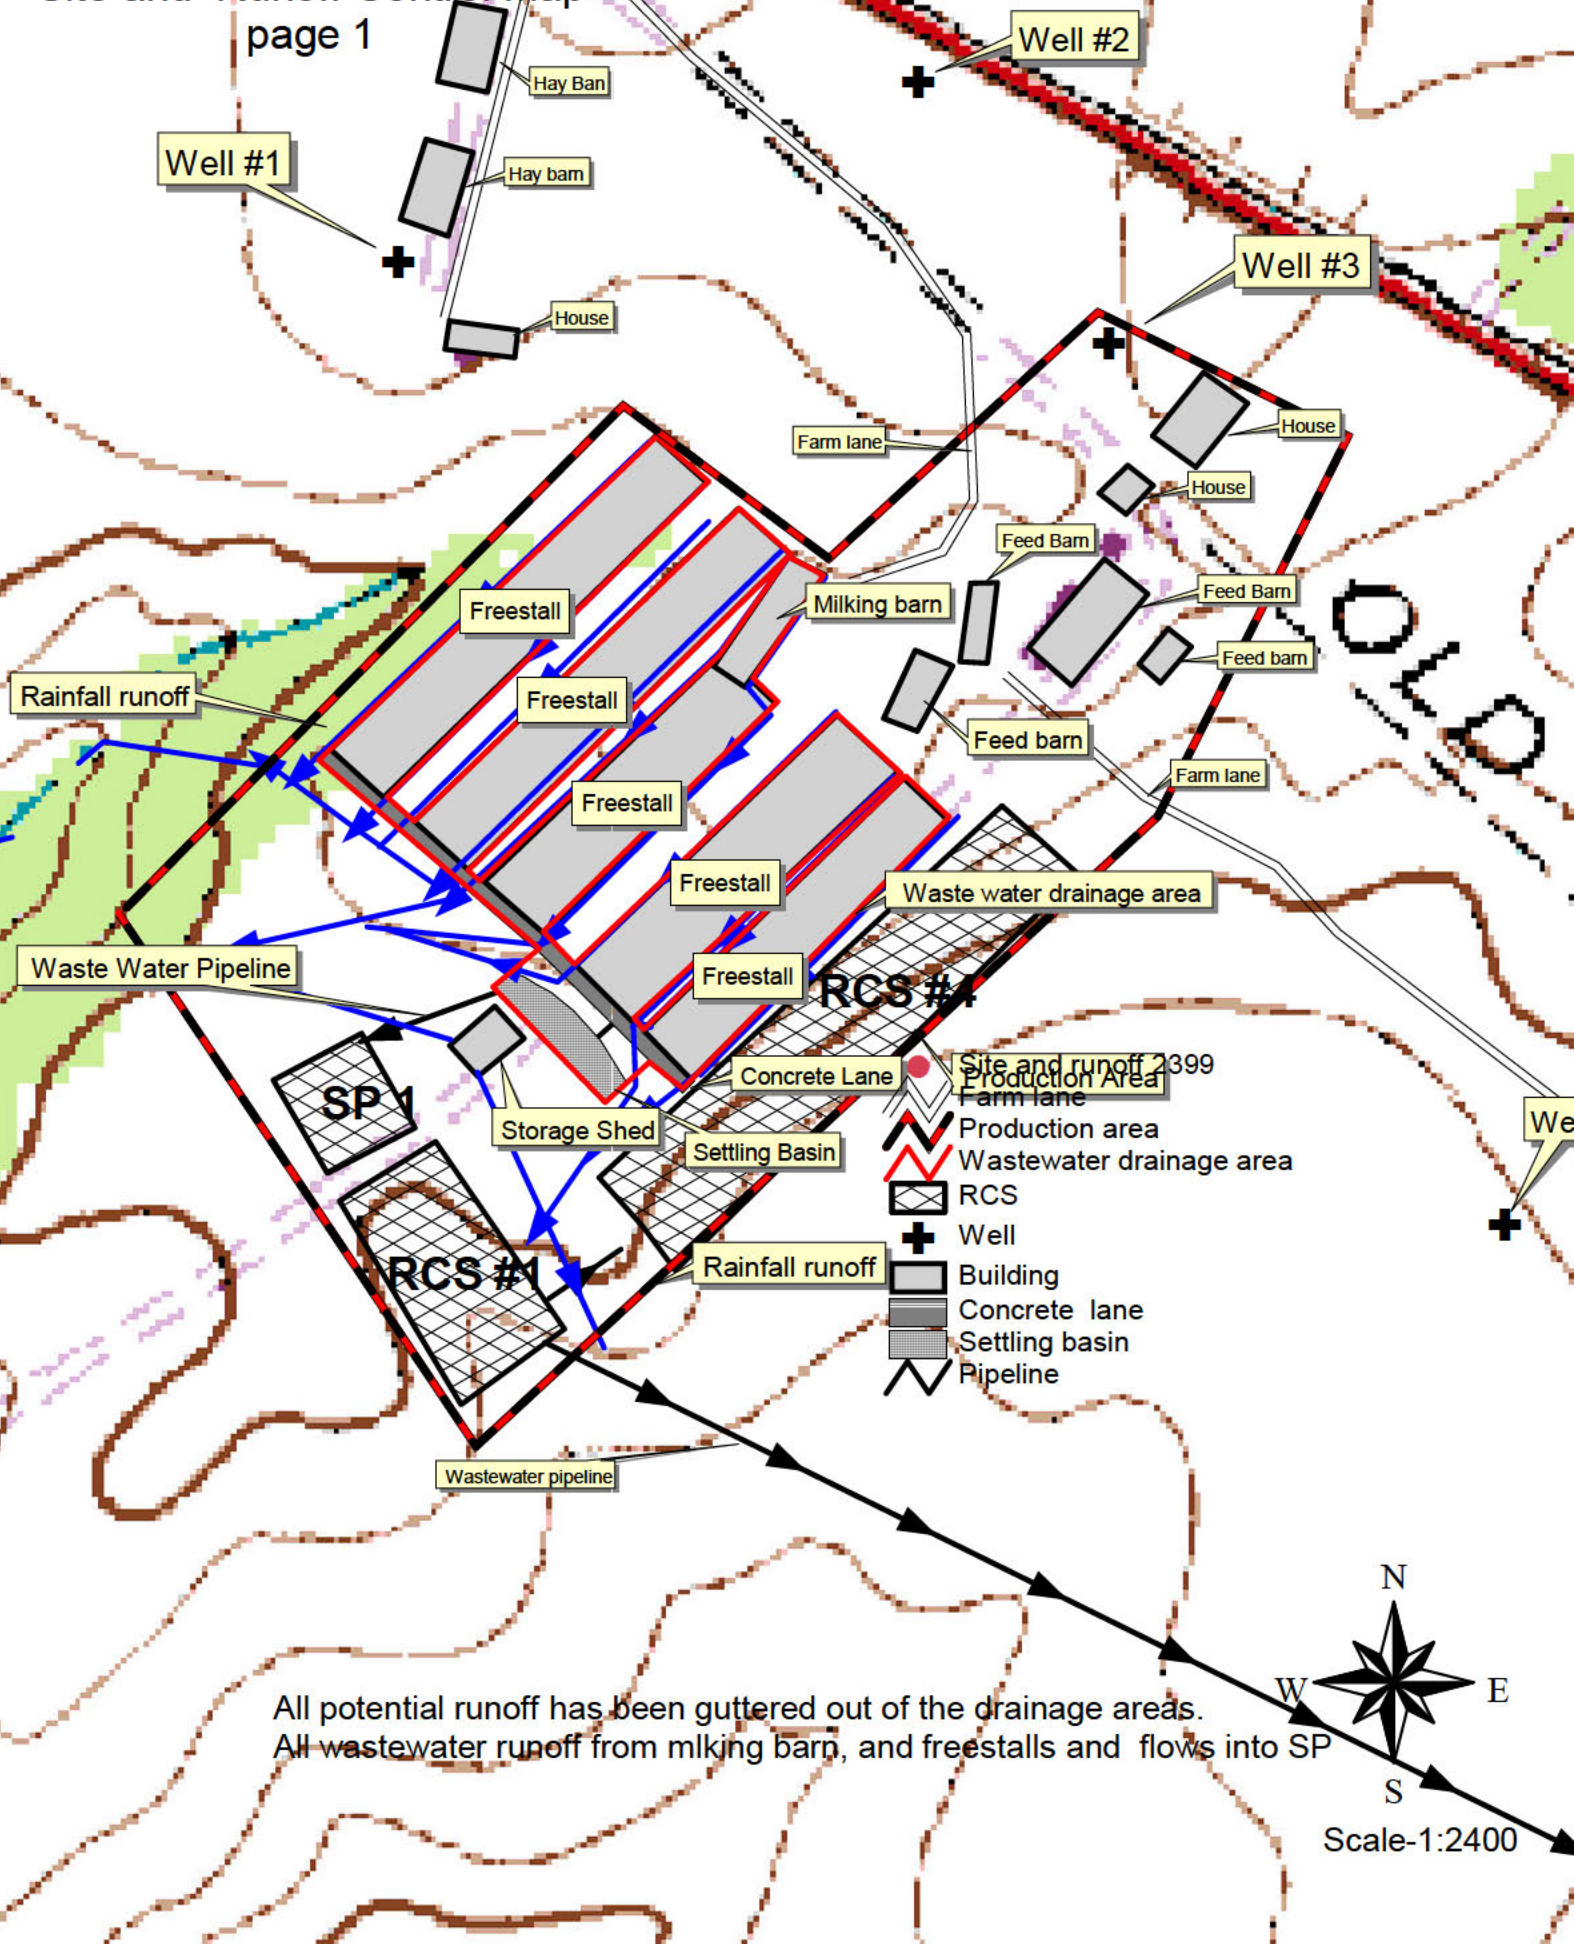 page 1
Well #2
Hay Ban
Well #1
Hay barn
Well #3
House
House
Farm lane
House
Feed Barn
Feed Barn
Freestall
Milking barn
Feed barn
Rainfall runoff
Freestall
Feed barn
Farm lane
Freestall
Freestall
Waste water drainage area
Waste Water Pipeline
Freestall
RCS #4
Concrete Lane
Site and runoff 2399
Production Area
Farm lane
SP 1
Storage Shed
Settling Basin
Production area
We
Wastewater drainage area
RCS
Well
RCS #1
Rainfall runoff
Building
Concrete lane
Settling basin
Pipeline
Wastewater pipeline
N
W E
S
All potential runoff has been guttered out of the drainage areas.
All wastewater runoff from mlking barn, and freestalls and flows into SP
Scale-1:2400